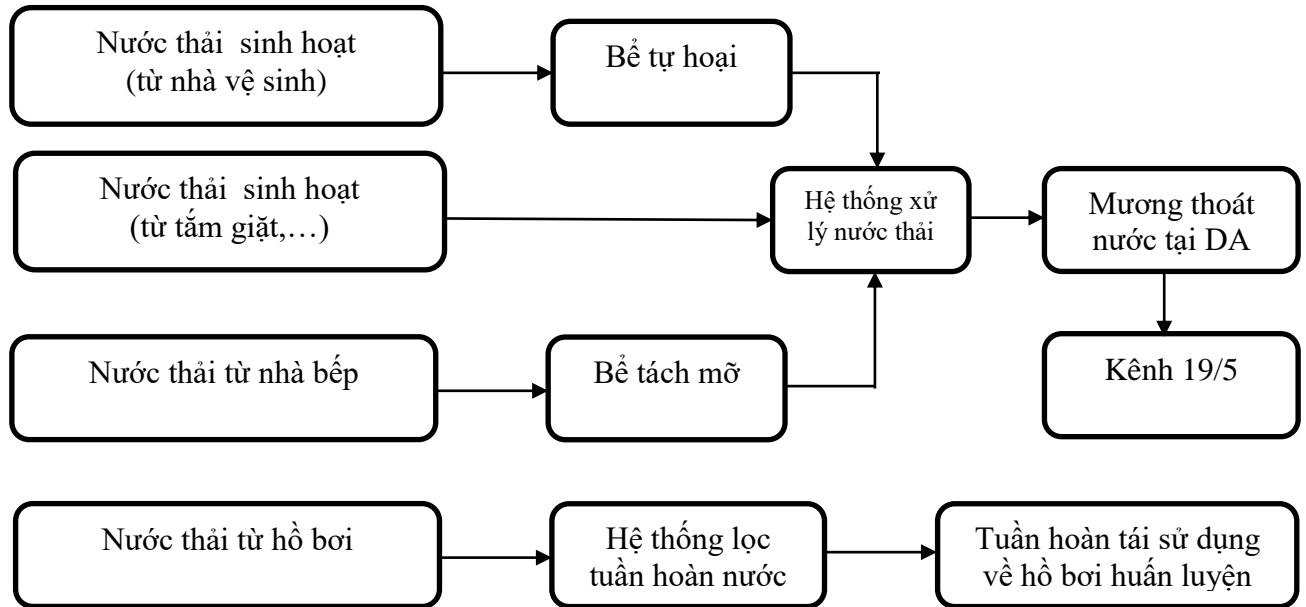 Nước thải sinh hoạt
(từ nhà vệ sinh)
Bể tự hoại
Nước thải sinh hoạt
(từ tắm giặt,…)
Hệ thống xử
lý nước thải
Mương thoát
nước tại DA
Nước thải từ nhà bếp
Bể tách mỡ
Kênh 19/5
Nước thải từ hồ bơi
Hệ thống lọc
tuần hoàn nước
Tuần hoàn tái sử dụng
về hồ bơi huấn luyện